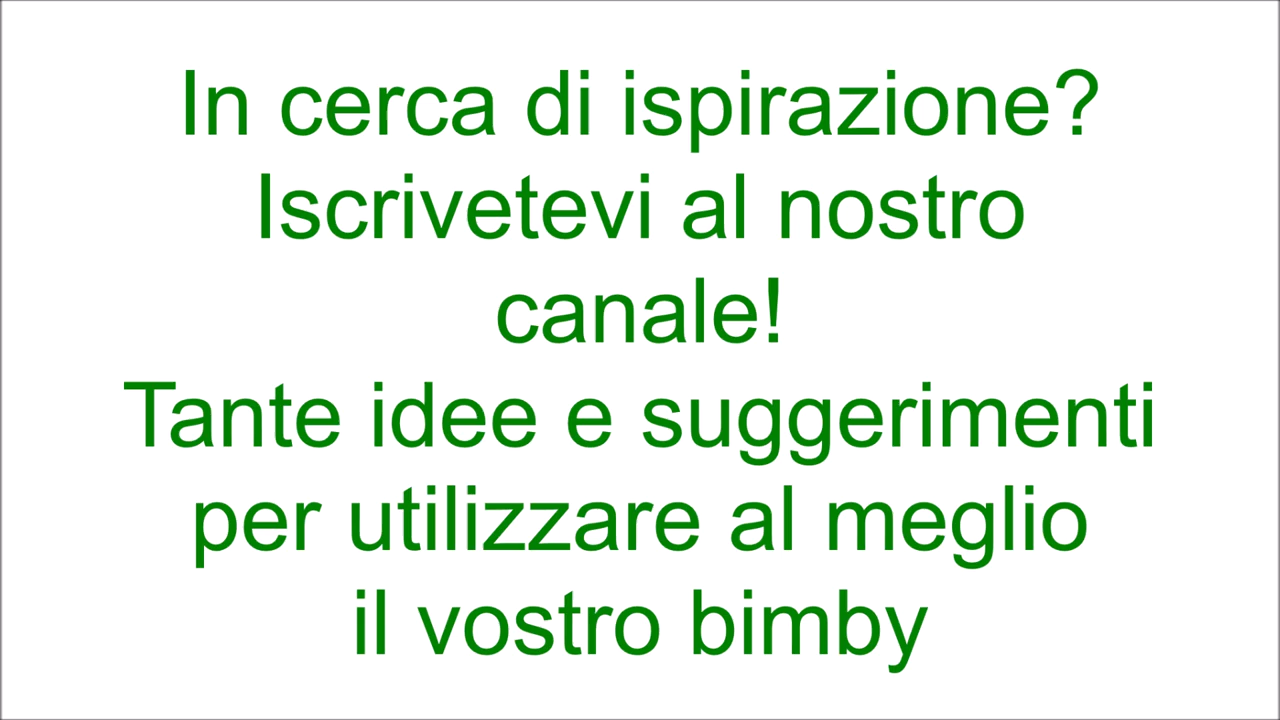 In cerca di ispirazione?
Iscrivetevi al nostro
canale!
Tante idee e suggerimenti
per utilizzare al meglio
il vostro bimby